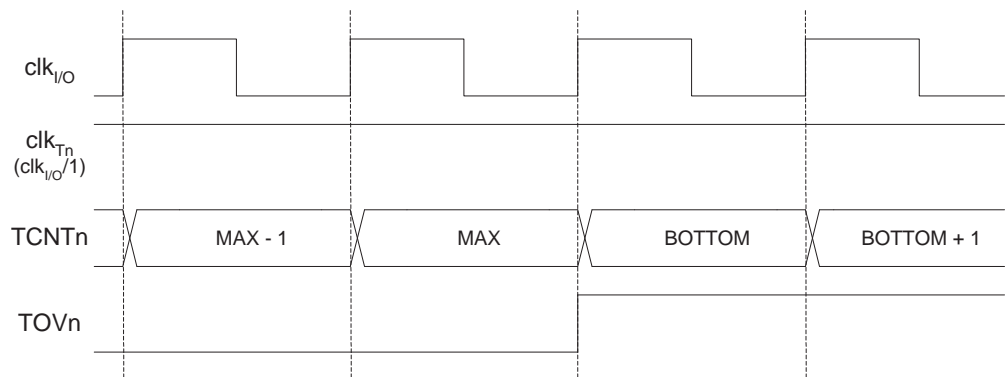 clkI/O
clkTn
(clkI/O/1)
TCNTn MAX - 1 MAX BOTTOM BOTTOM + 1
TOVn